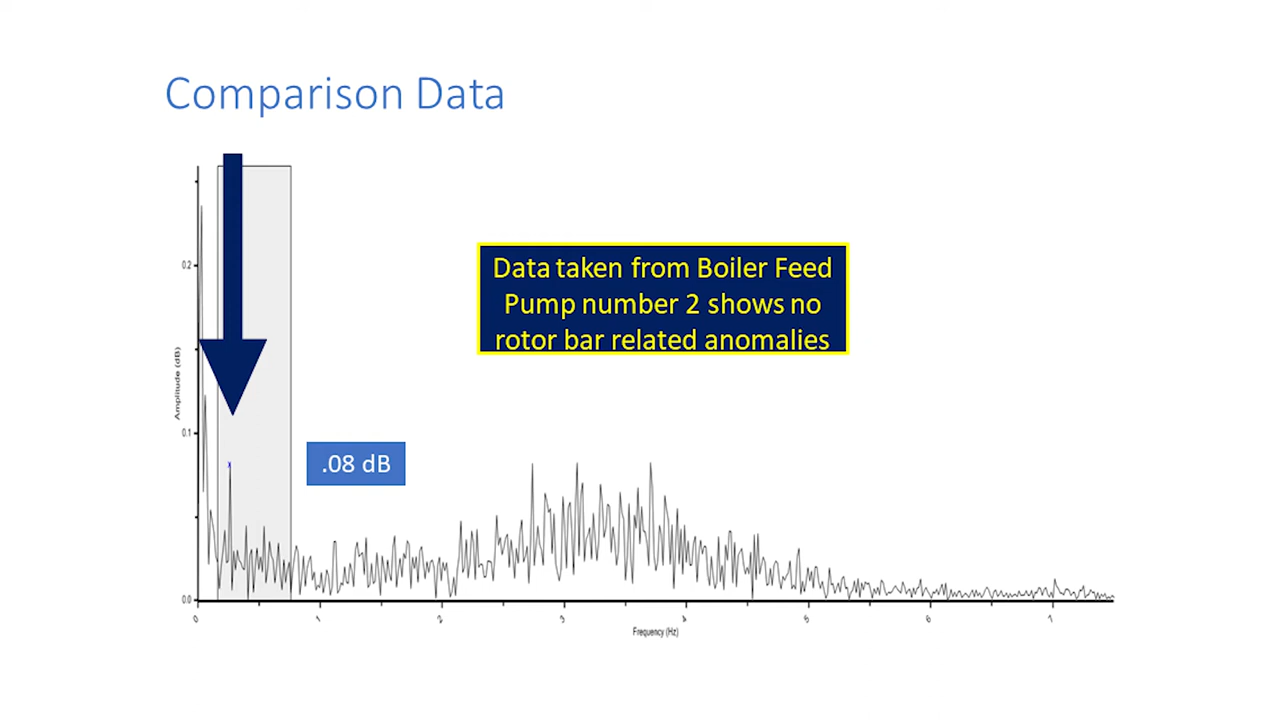 Comparison Data
Data taken from Boiler Feed
Pump number 2 shows no
rotor bar related anomalies
.08 dB
Amplitude (dB)
0.2
0.1
0.0
0 1 2 3 4 5 6 7
Frequency (Hz)